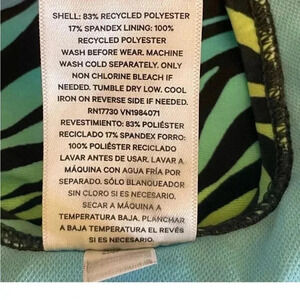 SHELL: 83% RECYCLED POLYESTER
17% SPANDEX LINING: 100%
RECYCLED POLYESTER
WASH BEFORE WEAR. MACHINE
WASH COLD SEPARATELY. ONLY
NON CHLORINE BLEACH IF
NEEDED. TUMBLE DRY LOW. COOL
IRON ON REVERSE SIDE IF NEEDED.
RN17730 VN1984071
REVESTIMIENTO: 83% POLIÉSTER
RECICLADO 17% SPANDEX FORRO:
100% POLIÉSTER RECICLADO
LAVAR ANTES DE USAR. LAVAR A
MÁQUINA CON AGUA FRÍA POR
SEPARADO. SÓLO BLANQUEADOR
SIN CLORO SI ES NECESARIO.
SECAR A MÁQUINA A
TEMPERATURA BAJA. PLANCHAR
A BAJA TEMPERATURA EL REVÉS
SI ES NECESARIO.